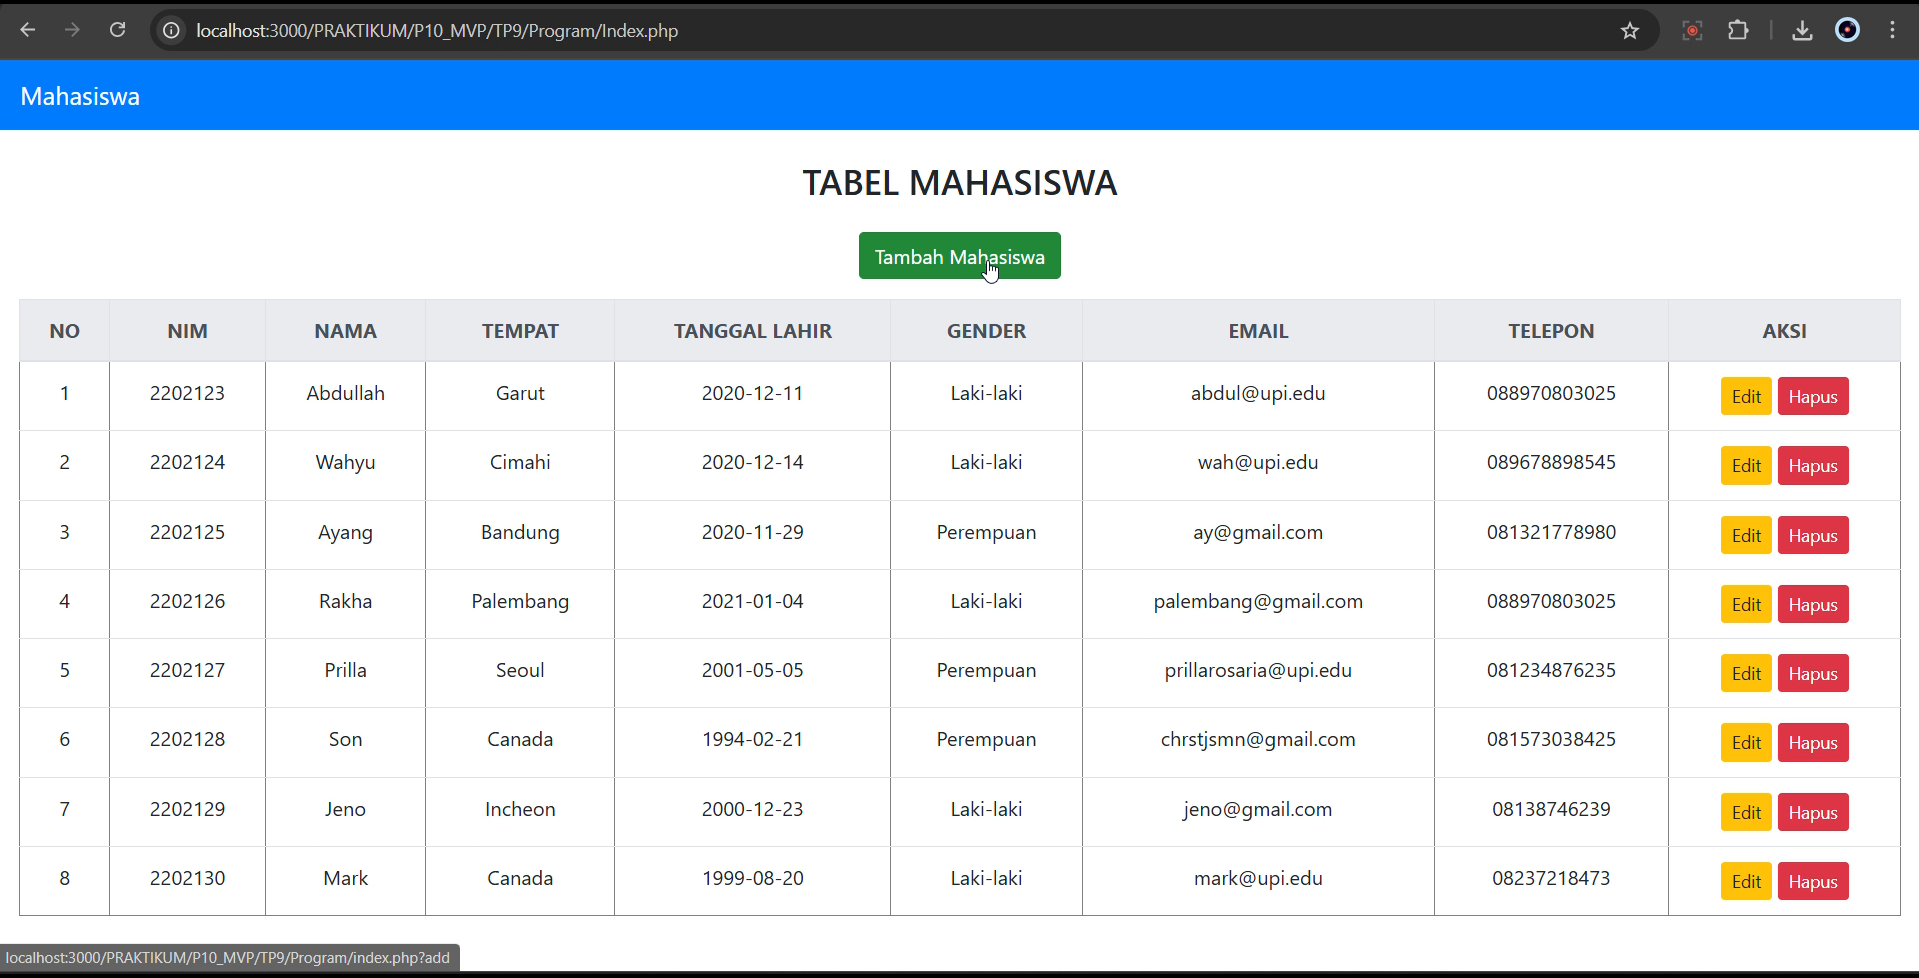 localhost:3000/PRAKTIKUM/P10_MVP/TP9/Program/Index.php
Mahasiswa
TABEL MAHASISWA
Tambah Mahasiswa
NO NIM NAMA TEMPAT TANGGAL LAHIR GENDER EMAIL TELEPON AKSI
1 2202123 Abdullah Garut 2020-12-11 Laki-laki abdul@upi.edu 088970803025 Edit Hapus
2 2202124 Wahyu Cimahi 2020-12-14 Laki-laki wah@upi.edu 089678898545 Edit Hapus
3 2202125 Ayang Bandung 2020-11-29 Perempuan ay@gmail.com 081321778980 Edit Hapus
4 2202126 Rakha Palembang 2021-01-04 Laki-laki palembang@gmail.com 088970803025 Edit Hapus
5 2202127 Prilla Seoul 2001-05-05 Perempuan prillarosaria@upi.edu 081234876235 Edit Hapus
6 2202128 Son Canada 1994-02-21 Perempuan chrstjsmn@gmail.com 081573038425 Edit Hapus
7 2202129 Jeno Incheon 2000-12-23 Laki-laki jeno@gmail.com 08138746239 Edit Hapus
8 2202130 Mark Canada 1999-08-20 Laki-laki mark@upi.edu 08237218473 Edit Hapus
localhost:3000/PRAKTIKUM/P10_MVP/TP9/Program/index.php?add